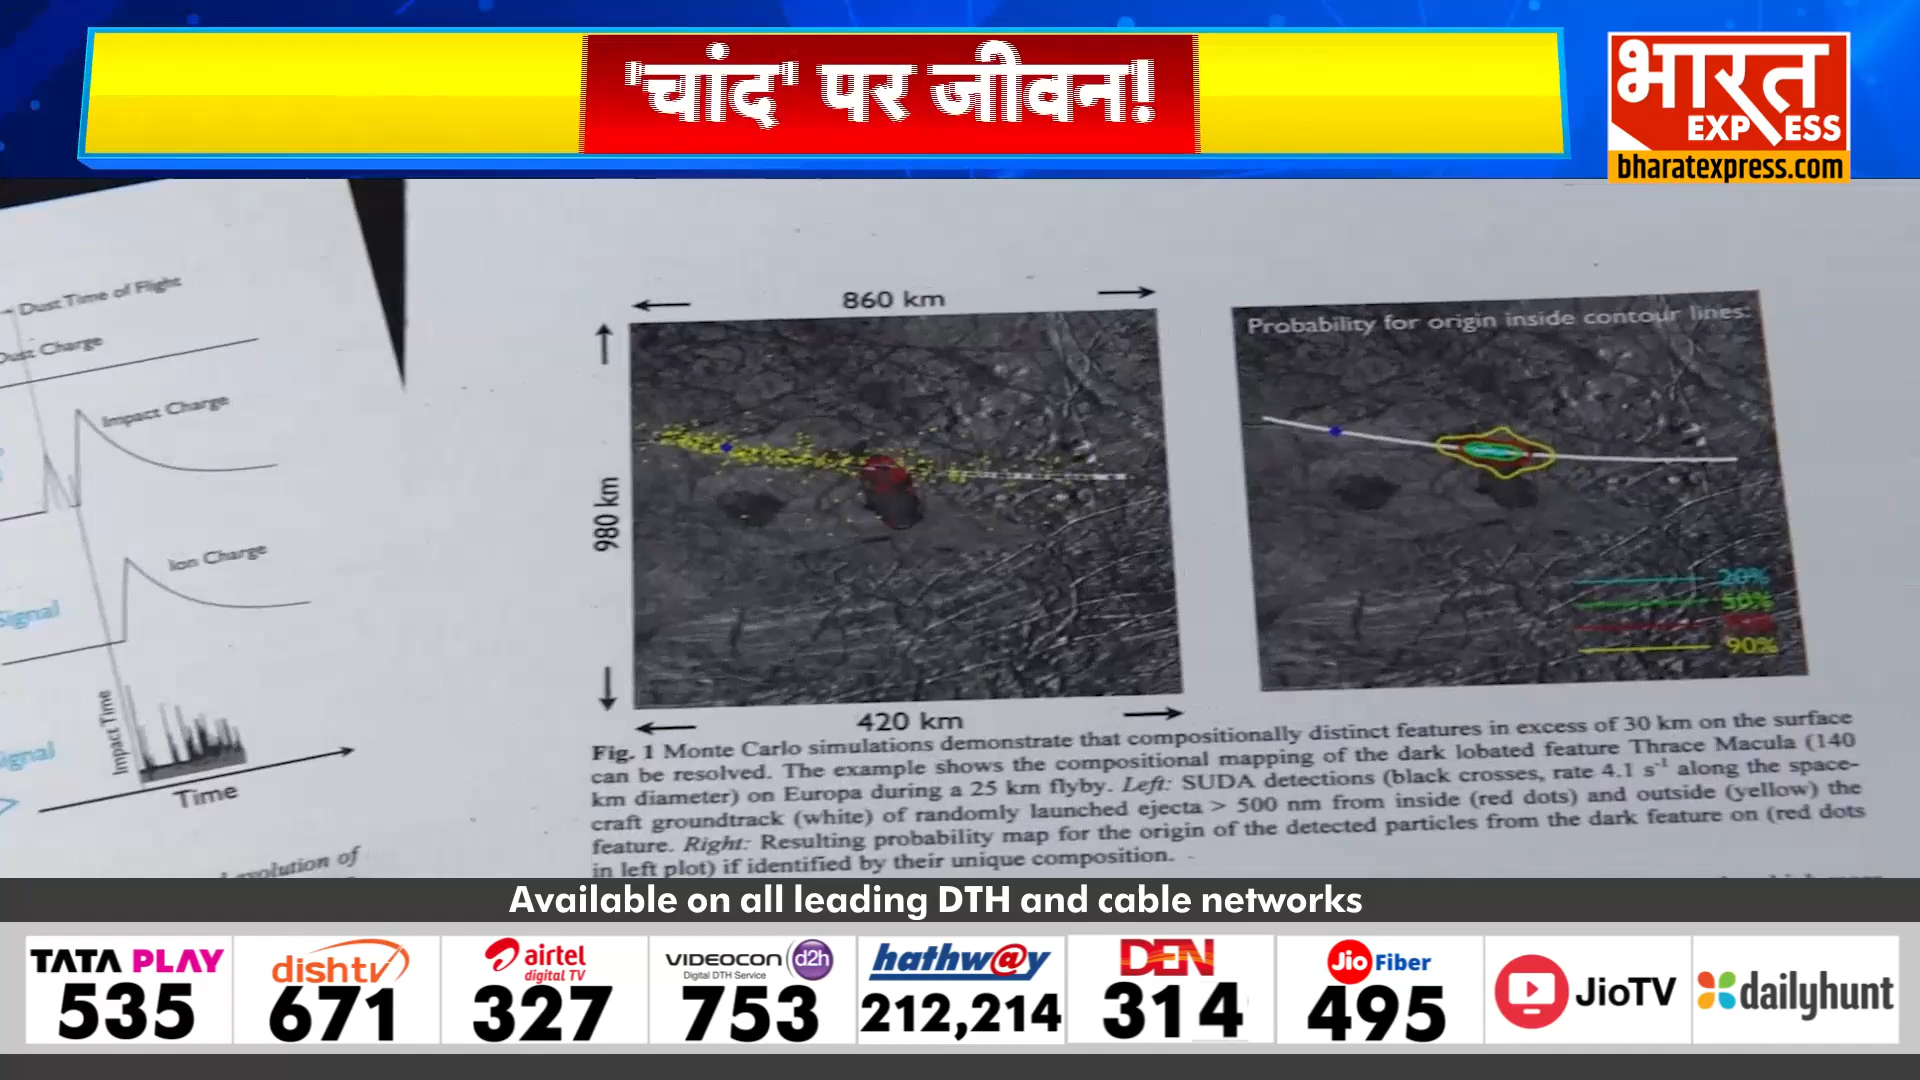 'चांद' पर जीवन!
भारत
EXPRESS
bharatexpress.com
Dust Time of Flight
Dust Charge
Impact Charge
Ion Charge
Signal
Signal
Impact Time
Time
evolution of
860 km
980 km
420 km
Probability for origin inside contour lines:
20%
50%
90%
Fig. 1 Monte Carlo simulations demonstrate that compositionally distinct features in excess of 30 km on the surface
can be resolved. The example shows the compositional mapping of the dark lobated feature Thrace Macula (140
km diameter) on Europa during a 25 km flyby. Left: SUDA detections (black crosses, rate 4.1 s⁻¹ along the space-
craft groundtrack (white) of randomly launched ejecta > 500 nm from inside (red dots) and outside (yellow) the
feature. Right: Resulting probability map for the origin of the detected particles from the dark feature on (red dots
in left plot) if identified by their unique composition.
Available on all leading DTH and cable networks
TATA PLAY
535
dishtv
671
airtel
digital TV
327
VIDEOCON d2h
Digital DTH Service
753
hathw@y
212,214
DEN
314
Jio Fiber
495
JioTV
dailyhunt